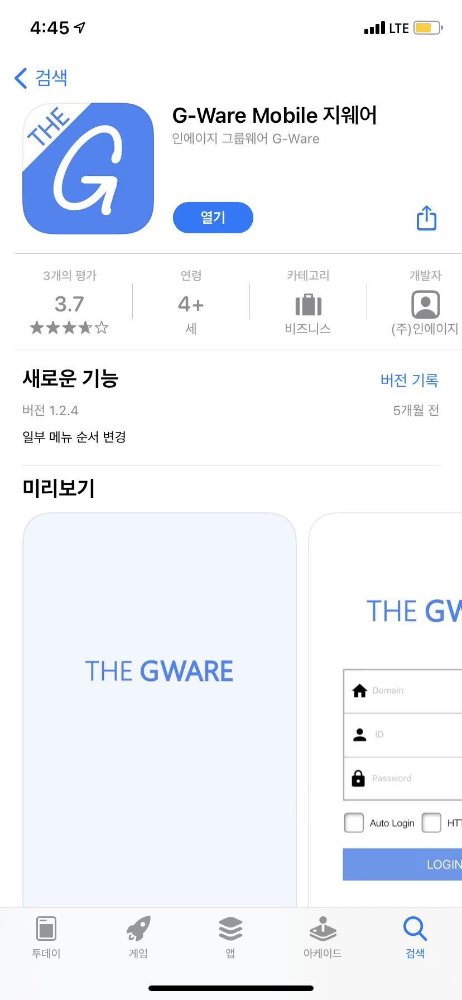 4:45
LTE
검색
THE
G
G-Ware Mobile 지웨어
인에이지 그룹웨어 G-Ware
열기
3개의 평가
3.7
연령
4+
세
카테고리
비즈니스
개발자
(주)인에이지
새로운 기능
버전 기록
버전 1.2.4
5개월 전
일부 메뉴 순서 변경
미리보기
THE GWARE
THE GW
Domain
ID
Password
Auto Login
HTT
LOGIN
투데이
게임
앱
아케이드
검색